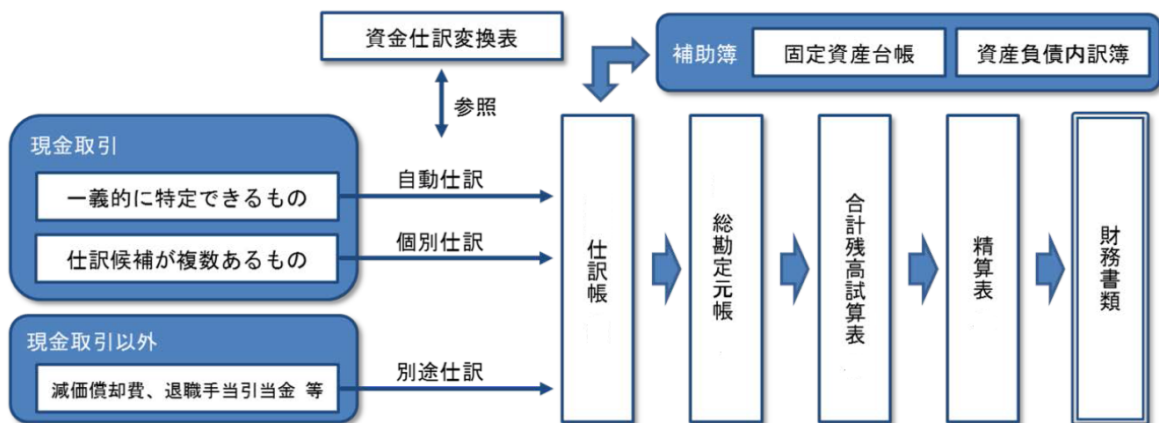 資金仕訳変換表
補助簿
固定資産台帳
資産負債内訳簿
参照
現金取引
一義的に特定できるもの
自動仕訳
仕訳候補が複数あるもの
個別仕訳
現金取引以外
減価償却費、退職手当引当金 等
別途仕訳
仕訳帳
総勘定元帳
合計残高試算表
精算表
財務書類